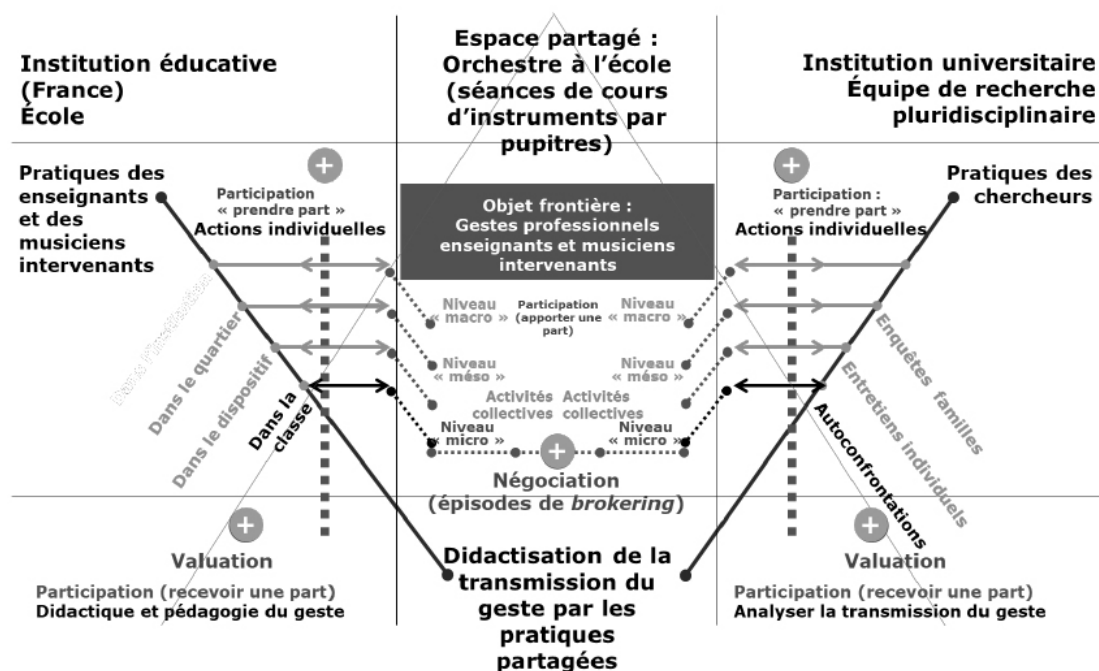 Institution éducative
(France)
École
Espace partagé :
Orchestre à l'école
(séances de cours
d'instruments par
pupitres)
Institution universitaire
Équipe de recherche
pluridisciplinaire
Pratiques des
enseignants
et des
musiciens
intervenants
Participation
« prendre part »
Actions individuelles
Objet frontière :
Gestes professionnels
enseignants et musiciens
intervenants
Participation :
« prendre part »
Actions individuelles
Pratiques des
chercheurs
Dans le quartier
Dans le dispositif
Dans la
classe
Niveau
« macro »
Participation
(apporter une
part)
Niveau
« macro »
Niveau
« méso »
Niveau
« méso »
Activités
collectives
Activités
collectives
Niveau
« micro »
Niveau
« micro »
Enquêtes familles
Entretiens individuels
Autoconfrontations
Négociation
(épisodes de brokering)
Valuation
Participation (recevoir une part)
Didactique et pédagogie du geste
Didactisation de la
transmission du
geste par les
pratiques
partagées
Valuation
Participation (recevoir une part)
Analyser la transmission du geste